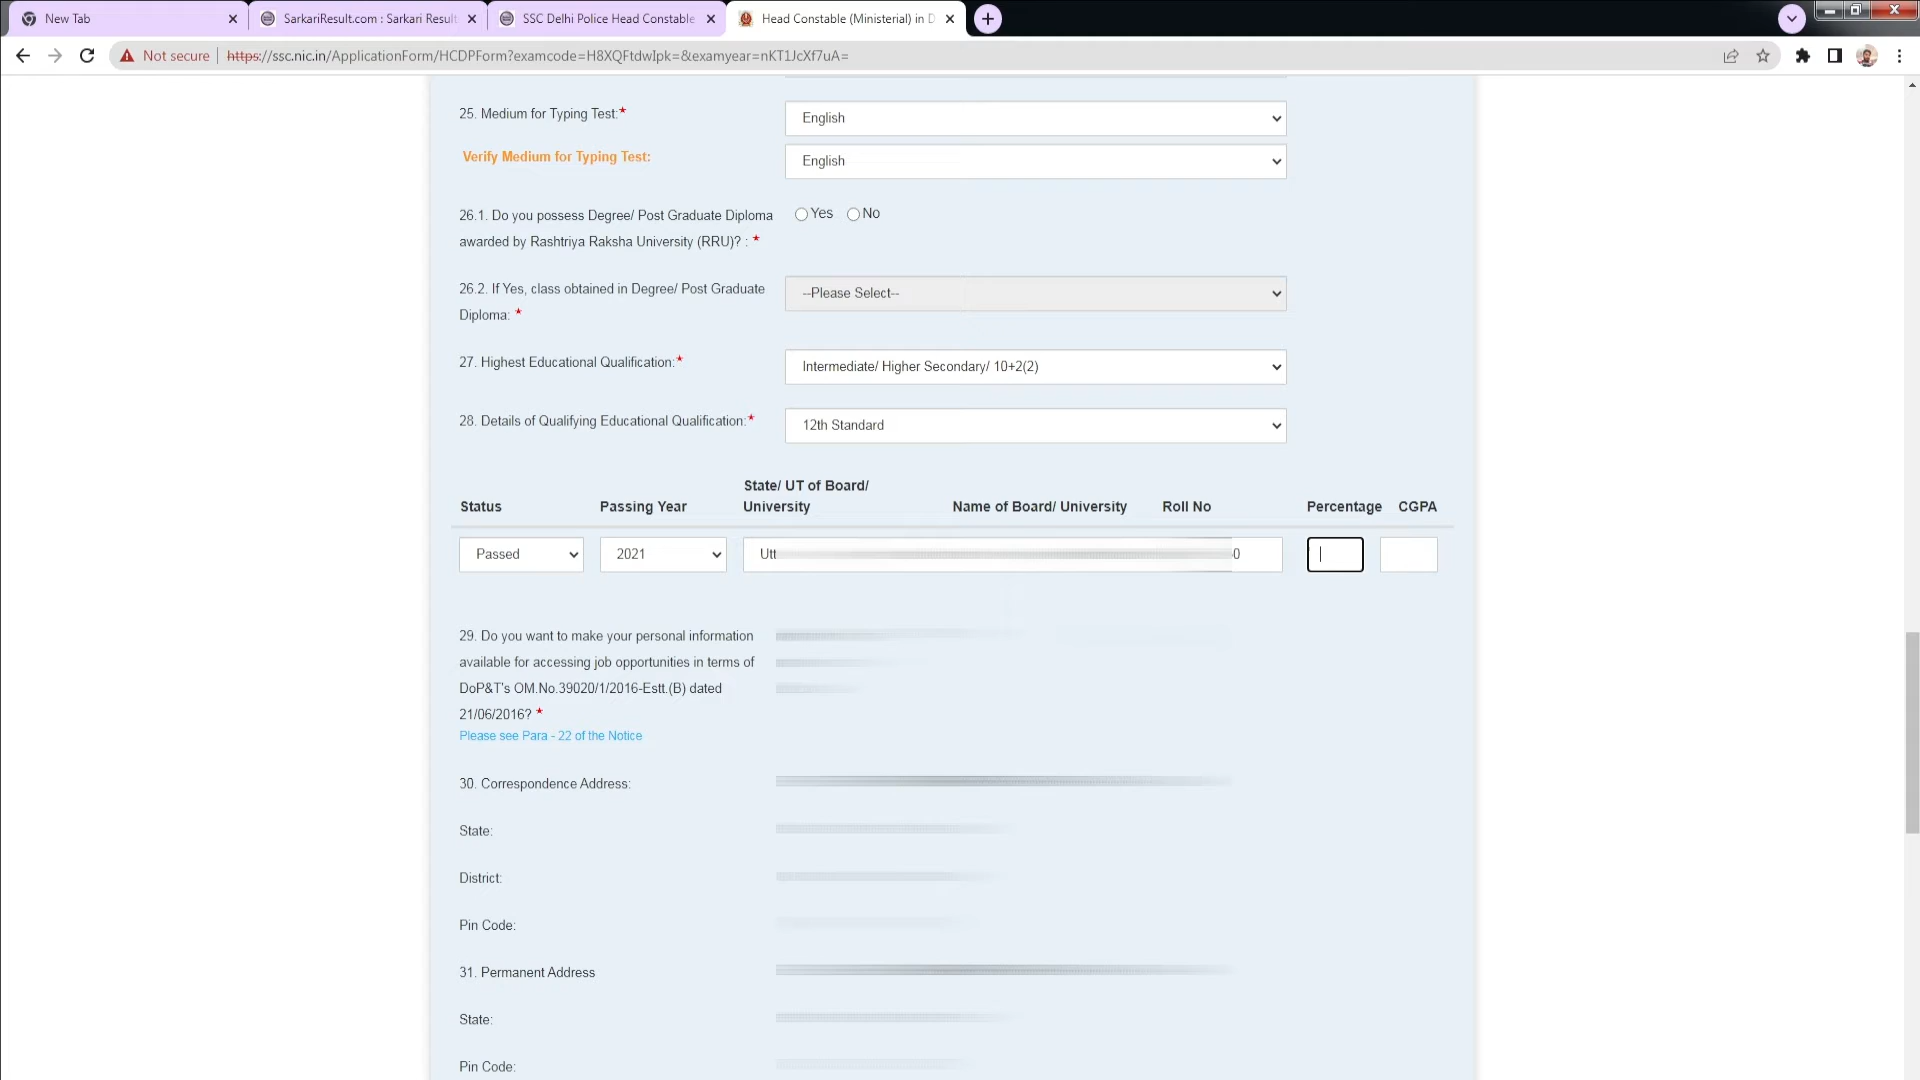 New Tab
SarkariResult.com : Sarkari Result
SSC Delhi Police Head Constable
Head Constable (Ministerial) in D
Not secure
https://ssc.nic.in/ApplicationForm/HCDPForm?examcode=H8XQFtdwIpk=&examyear=nKT1JcXf7uA=
25. Medium for Typing Test:*
English
Verify Medium for Typing Test:
English
26.1. Do you possess Degree/ Post Graduate Diploma
awarded by Rashtriya Raksha University (RRU)? : *
Yes No
26.2. If Yes, class obtained in Degree/ Post Graduate
Diploma: *
--Please Select--
27. Highest Educational Qualification:*
Intermediate/ Higher Secondary/ 10+2(2)
28. Details of Qualifying Educational Qualification:*
12th Standard
State/ UT of Board/
Status Passing Year University Name of Board/ University Roll No Percentage CGPA
Passed 2021 Utt 0
29. Do you want to make your personal information
available for accessing job opportunities in terms of
DoP&T's OM.No.39020/1/2016-Estt.(B) dated
21/06/2016? *
Please see Para - 22 of the Notice
30. Correspondence Address:
State:
District:
Pin Code:
31. Permanent Address
State:
Pin Code: